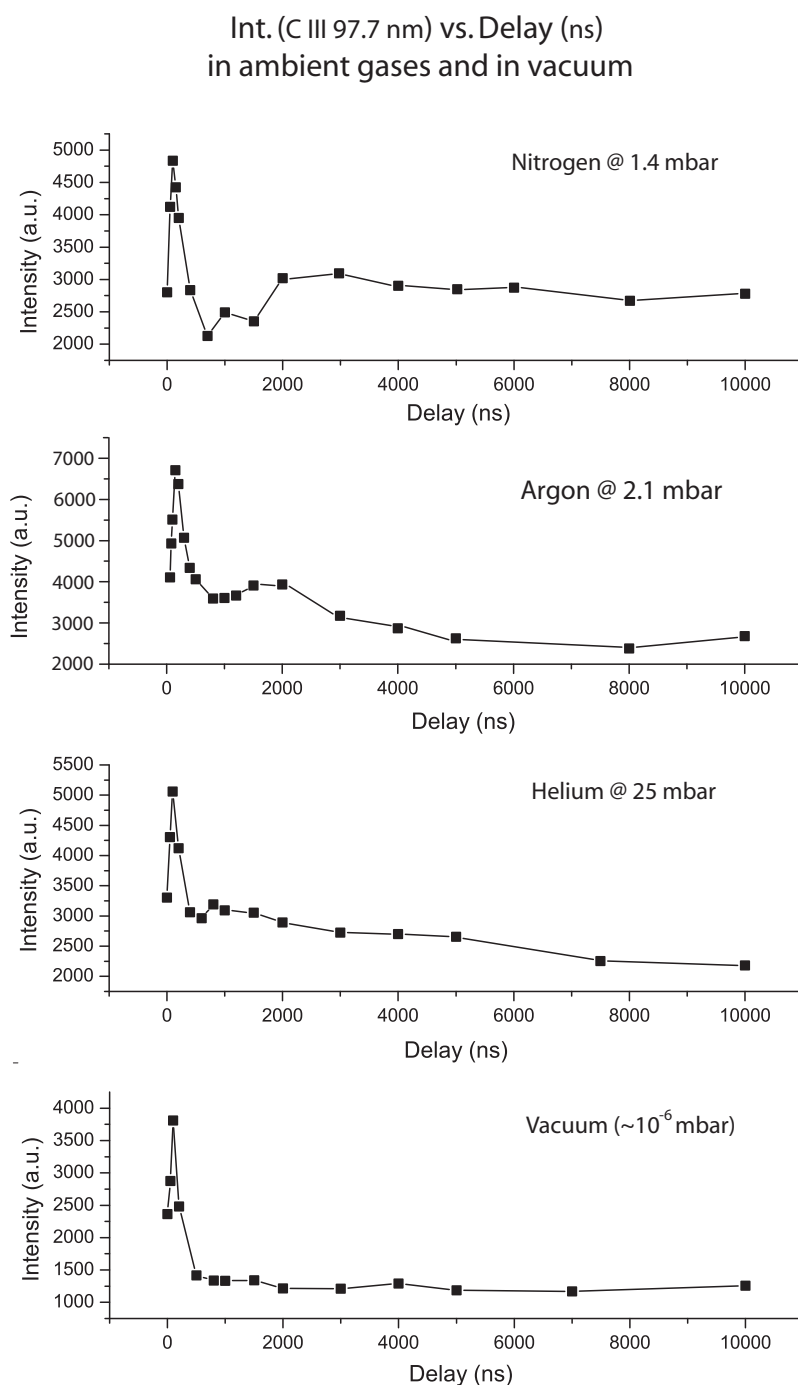 Int. (C III 97.7 nm) vs. Delay (ns)
in ambient gases and in vacuum
Nitrogen @ 1.4 mbar
Intensity (a.u.)
5000
4500
4000
3500
3000
2500
2000
0 2000 4000 6000 8000 10000
Delay (ns)
Argon @ 2.1 mbar
Intensity (a.u.)
7000
6000
5000
4000
3000
2000
0 2000 4000 6000 8000 10000
Delay (ns)
Helium @ 25 mbar
Intensity (a.u.)
5500
5000
4500
4000
3500
3000
2500
2000
0 2000 4000 6000 8000 10000
Delay (ns)
Vacuum (~10⁻⁶ mbar)
Intensity (a.u.)
4000
3500
3000
2500
2000
1500
1000
0 2000 4000 6000 8000 10000
Delay (ns)